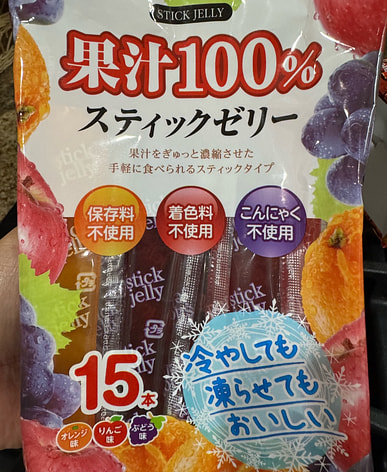 STICK JELLY
果汁100%
スティックゼリー
果汁をぎゅっと濃縮させた
手軽に食べられるスティックタイプ
保存料
不使用
着色料
不使用
こんにゃく
不使用
stick
jelly
stick
jelly
stick
jelly
stick
jelly
冷やしても
凍らせても
おいしい
15本
オレンジ
味
りんご
味
ぶどう
味